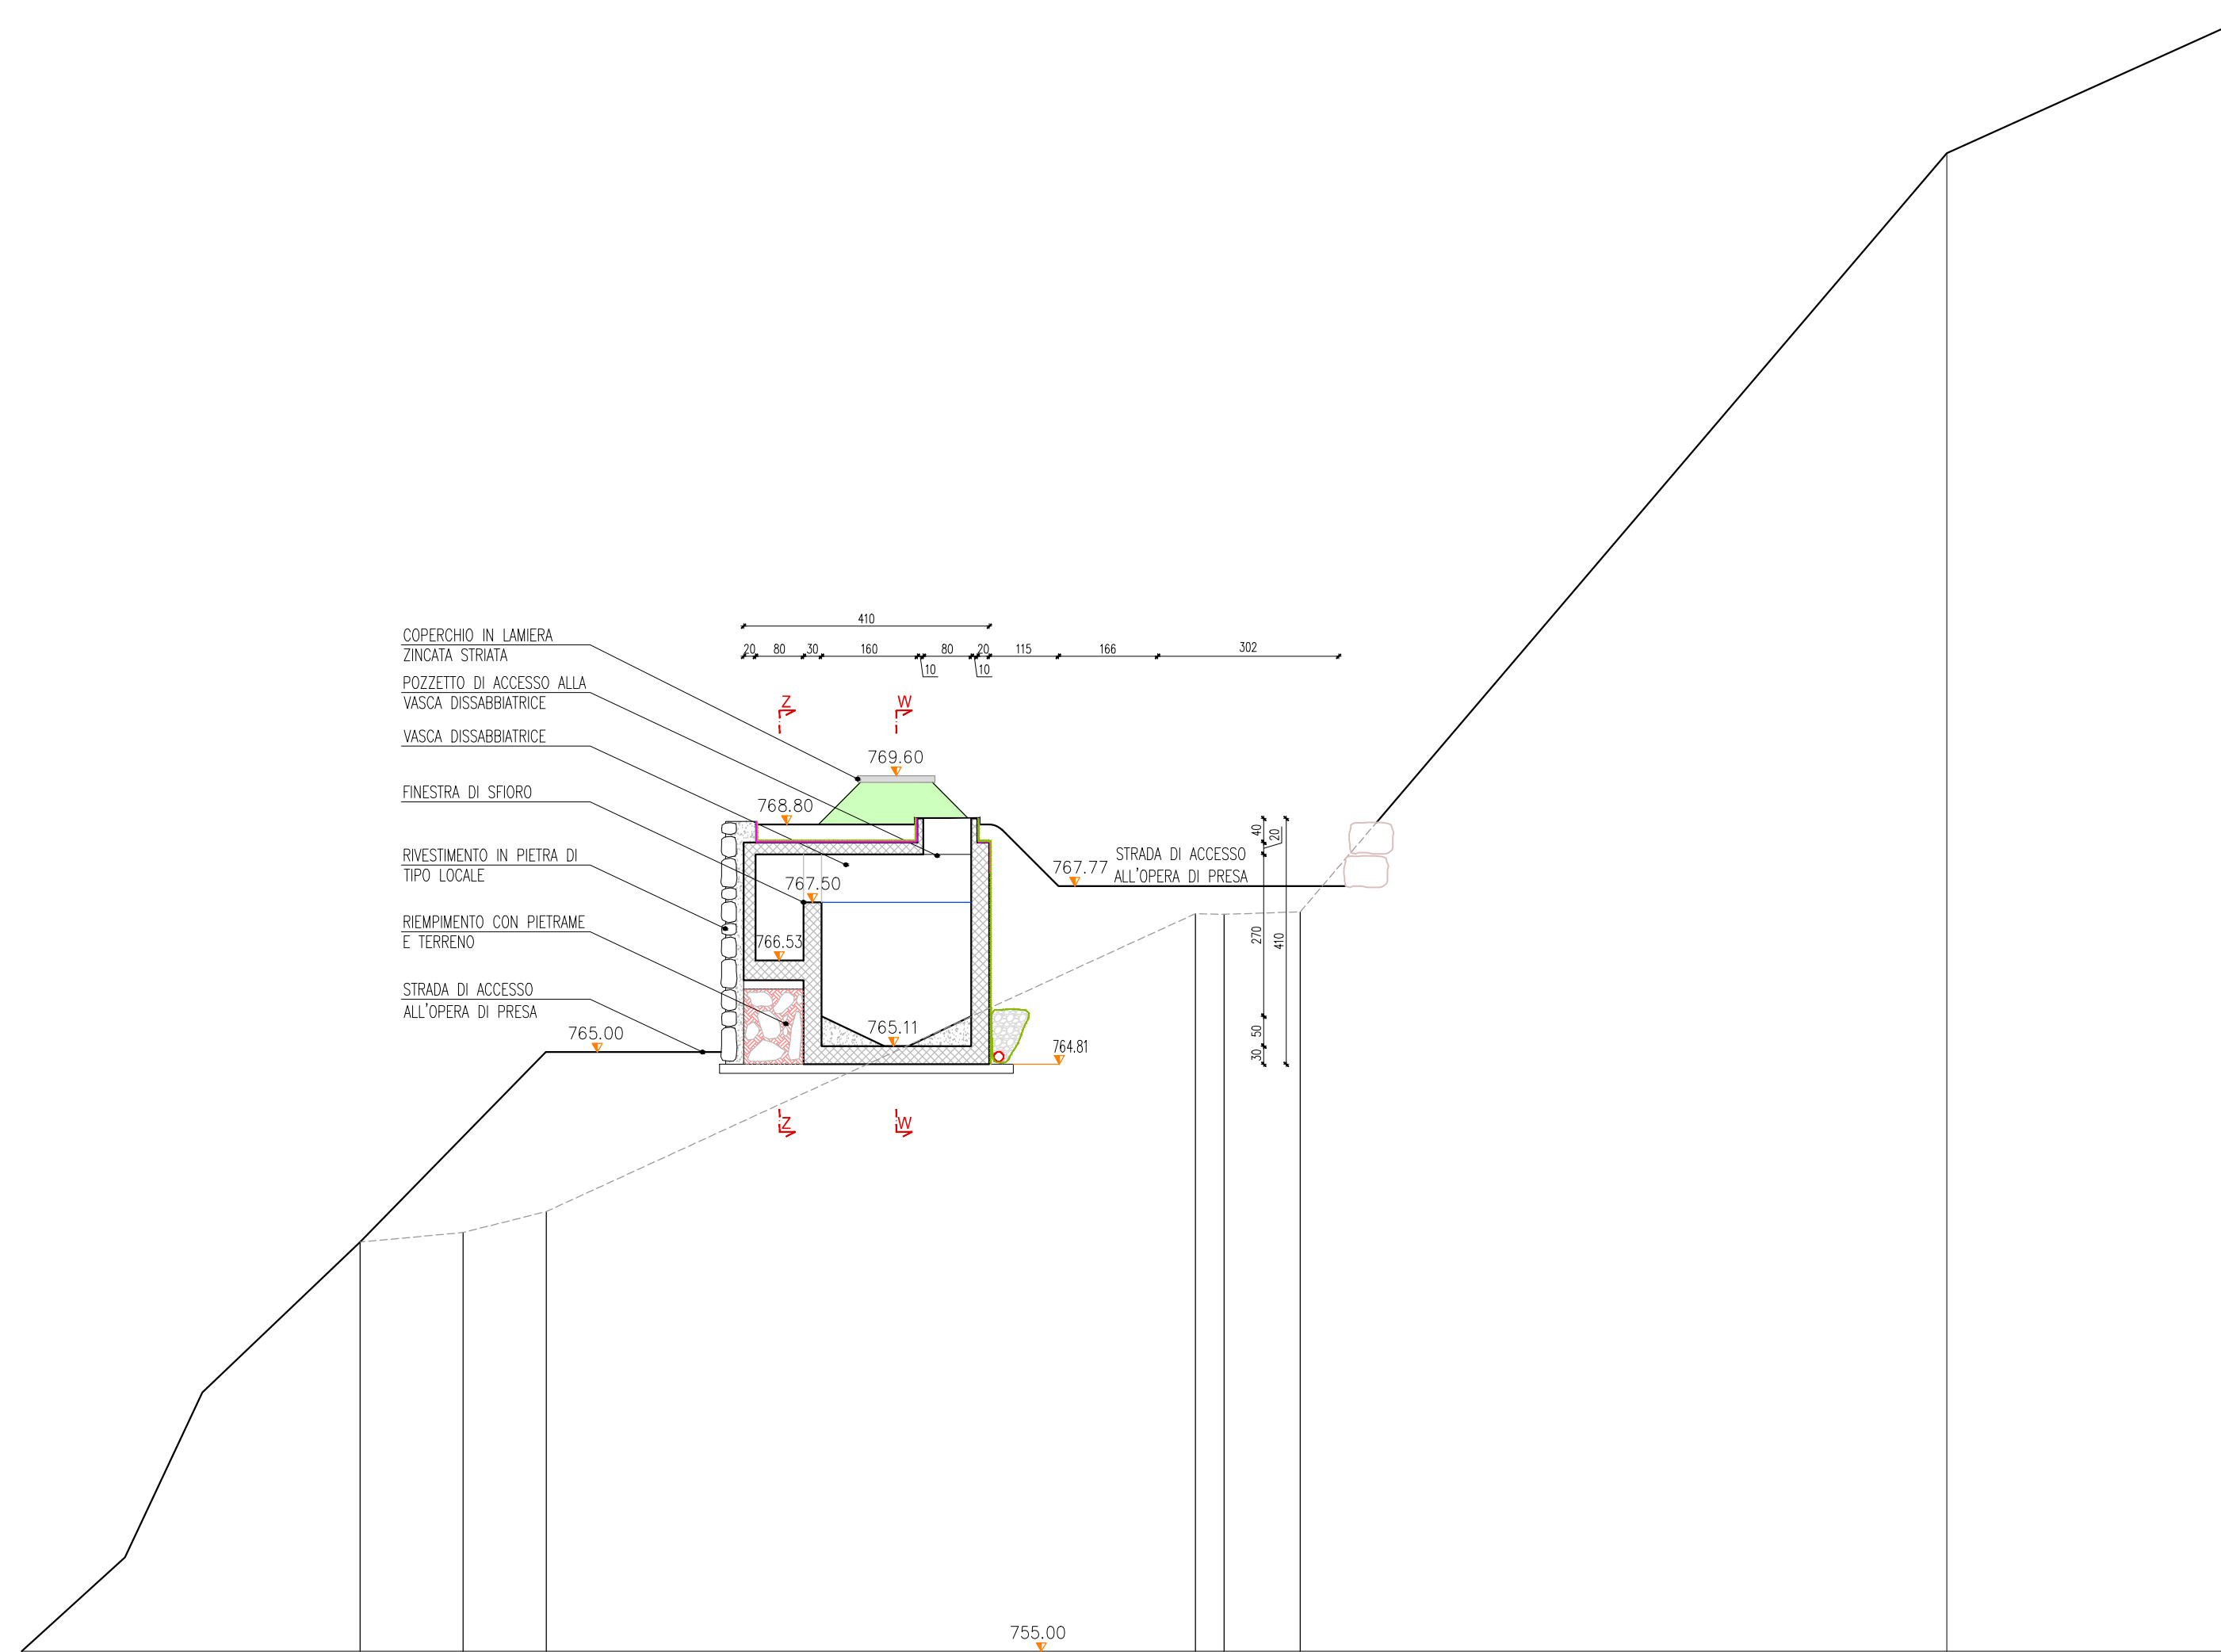 410
20 80 30 160 80 20 115 166 302
10 10
COPERCHIO IN LAMIERA
ZINCATA STRIATA
POZZETTO DI ACCESSO ALLA
VASCA DISSABBIATRICE
VASCA DISSABBIATRICE
FINESTRA DI SFIORO
RIVESTIMENTO IN PIETRA DI
TIPO LOCALE
RIEMPIMENTO CON PIETRAME
E TERRENO
STRADA DI ACCESSO
ALL'OPERA DI PRESA
Z W
769.60
768.80
767.50
766.53
765.11
765.00
764.81
767.77
STRADA DI ACCESSO
ALL'OPERA DI PRESA
40
20
270
410
50
30
Z W
755.00